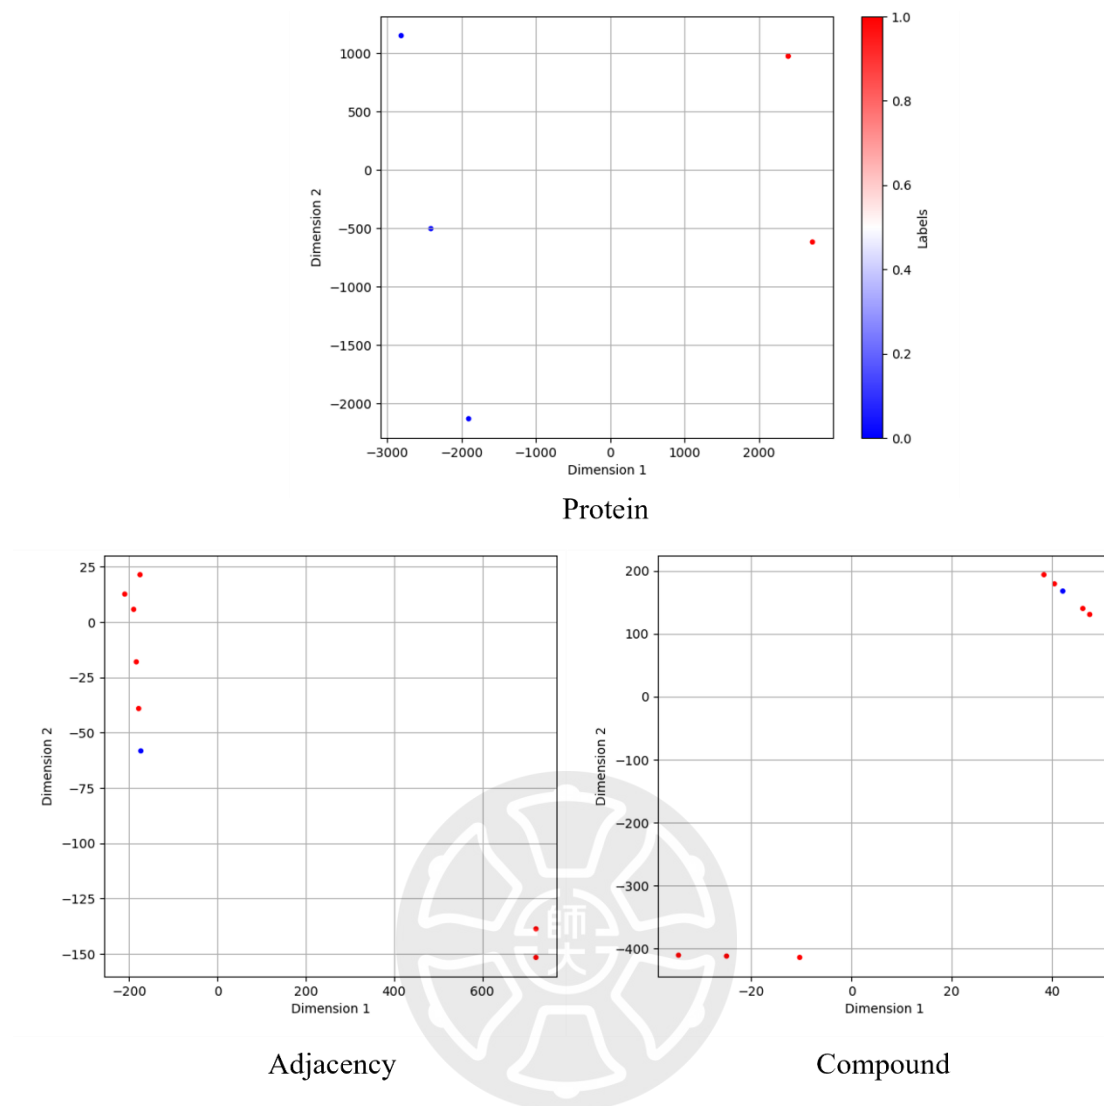 1000
500
0
−500
−1000
−1500
−2000
Dimension 2
−3000 −2000 −1000 0 1000 2000
Dimension 1
1.0
0.8
0.6
0.4
0.2
0.0
Labels
Protein
25
0
−25
−50
−75
−100
−125
−150
Dimension 2
−200 0 200 400 600
Dimension 1
Adjacency
200
100
0
−100
−200
−300
−400
Dimension 2
−20 0 20 40
Dimension 1
Compound
師大